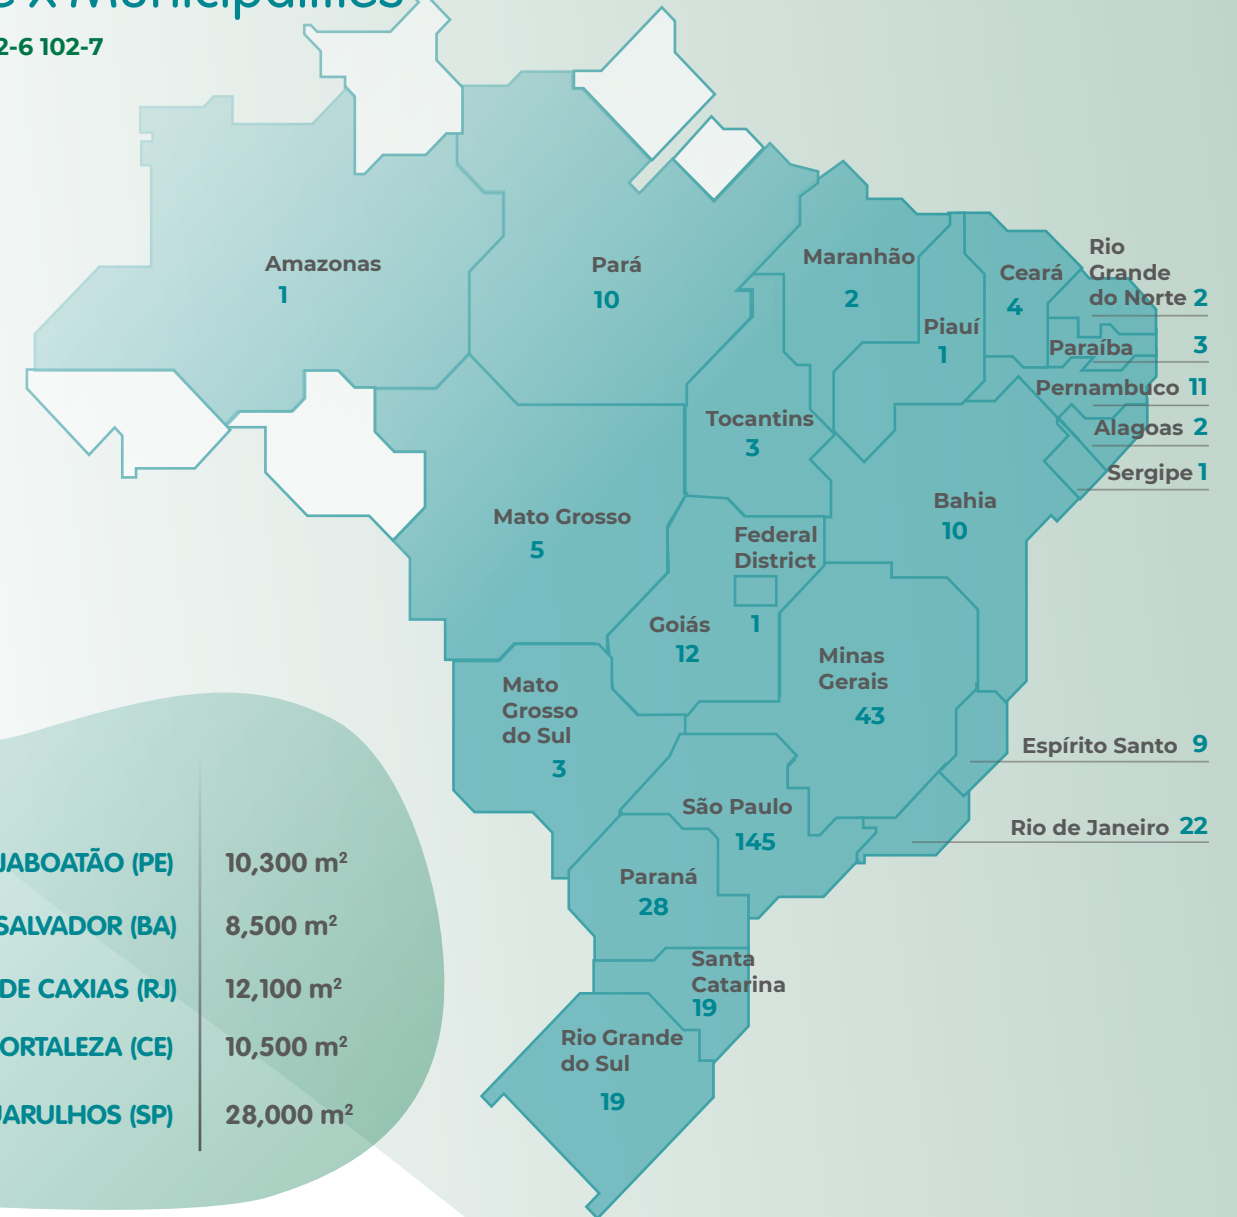 X Municipalities
2-6 102-7
Amazonas
1
Pará
10
Maranhão
2
Piauí
1
Ceará
4
Rio
Grande
do Norte 2
Paraíba 3
Pernambuco 11
Alagoas 2
Sergipe 1
Tocantins
3
Bahia
10
Mato Grosso
5
Federal
District
1
Goiás
12
Minas
Gerais
43
Mato
Grosso
do Sul
3
Espírito Santo 9
São Paulo
145
Rio de Janeiro 22
Paraná
28
Santa
Catarina
19
Rio Grande
do Sul
19
JABOATÃO (PE) 10,300 m²
SALVADOR (BA) 8,500 m²
DE CAXIAS (RJ) 12,100 m²
ORTALEZA (CE) 10,500 m²
UARULHOS (SP) 28,000 m²